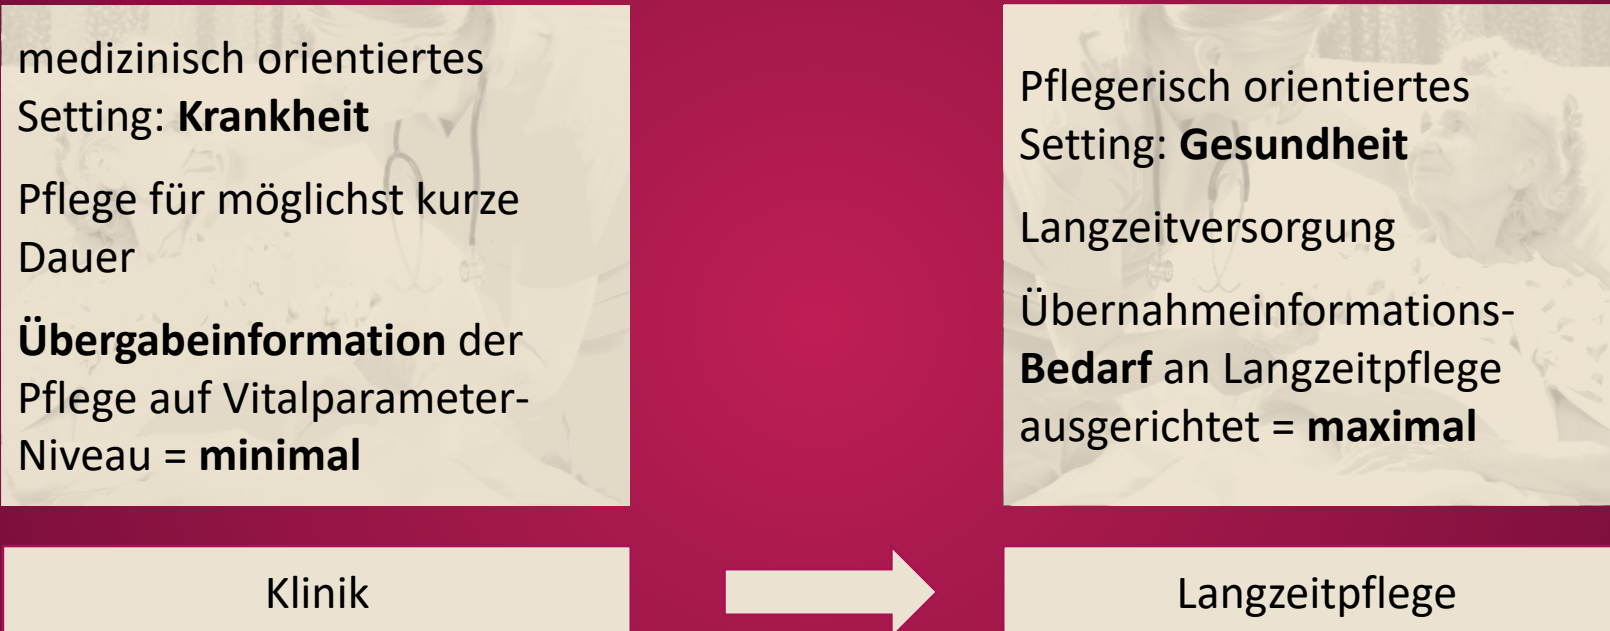 medizinisch orientiertes
Setting: Krankheit
Pflege für möglichst kurze
Dauer
Übergabeinformation der
Pflege auf Vitalparameter-
Niveau = minimal
Klinik
Pflegerisch orientiertes
Setting: Gesundheit
Langzeitversorgung
Übernahmeinformations-
Bedarf an Langzeitpflege
ausgerichtet = maximal
Langzeitpflege